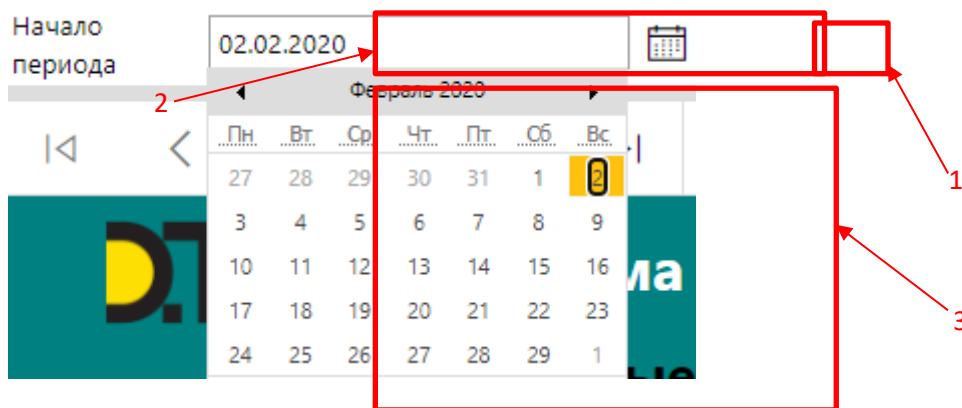 Начало
периода
02.02.2020
2
Февраль 2020
Пн Вт Ср Чт Пт Сб Вс
27 28 29 30 31 1 2
1
3 4 5 6 7 8 9
10 11 12 13 14 15 16
ма
17 18 19 20 21 22 23
3
24 25 26 27 28 29 1
ые